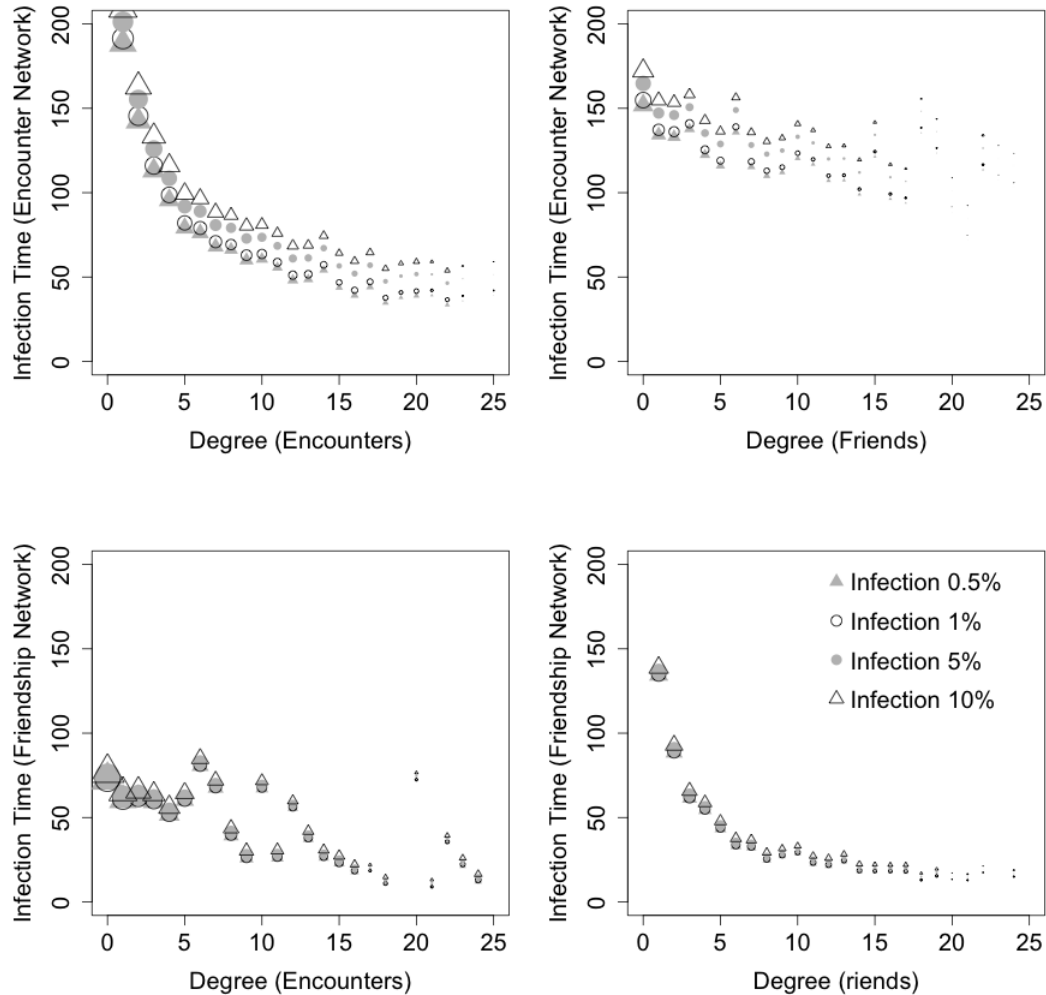 Infection Time (Encounter Network)
0 50 100 150 200
0 5 10 15 20 25
Degree (Encounters)
Infection Time (Encounter Network)
0 50 100 150 200
0 5 10 15 20 25
Degree (Friends)
Infection Time (Friendship Network)
0 50 100 150 200
0 5 10 15 20 25
Degree (Encounters)
Infection Time (Friendship Network)
0 50 100 150 200
Infection 0.5%
Infection 1%
Infection 5%
Infection 10%
0 5 10 15 20 25
Degree (riends)